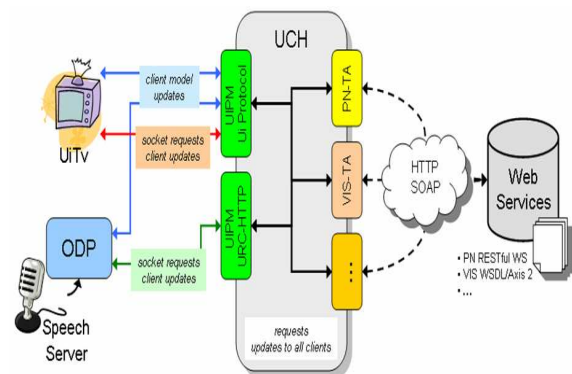 UCH
client model
updates
UIPM
Ui Protocol
PN-TA
UiTv
socket requests
client updates
HTTP
SOAP
VIS-TA
Web
Services
UIPM
URC-HTTP
ODP
socket requests
client updates
...
• PN RESTful WS
• VIS WSDL/Axis 2
• ...
Speech
Server
requests
updates to all clients